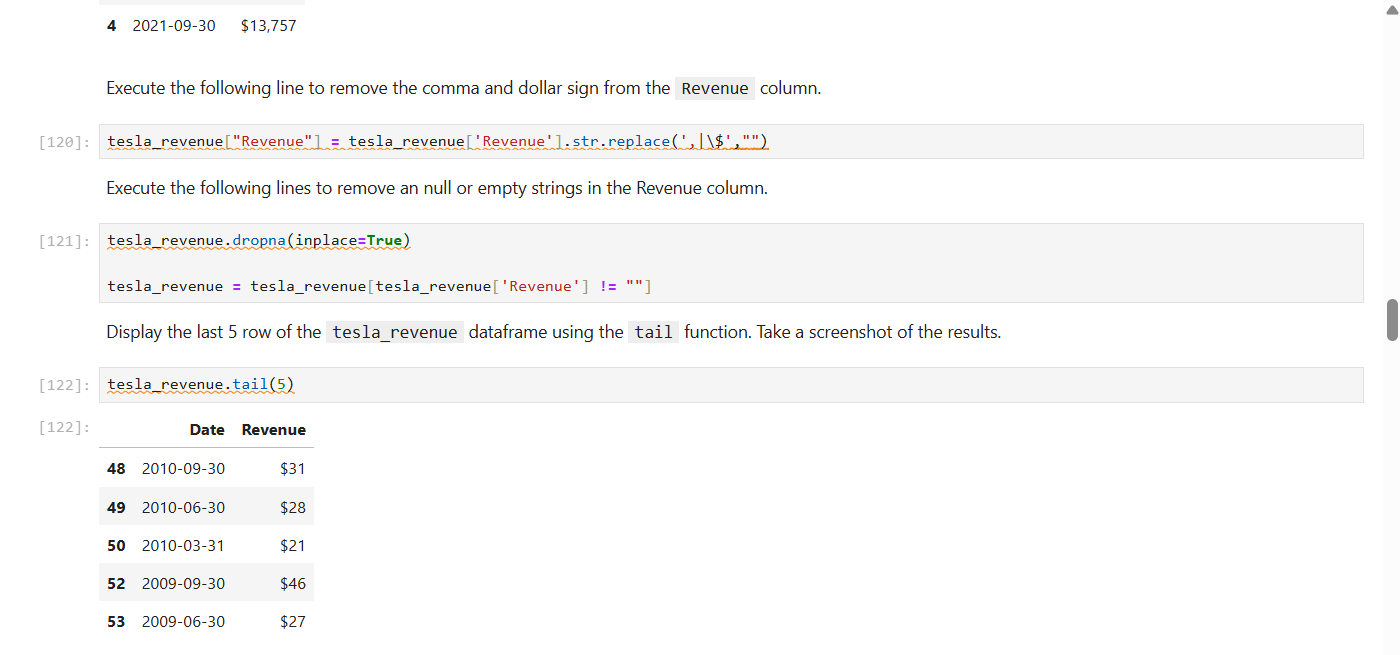 4 2021-09-30 $13,757
Execute the following line to remove the comma and dollar sign from the Revenue column.
[120]: tesla_revenue["Revenue"] = tesla_revenue['Revenue'].str.replace(',|\$',"")
Execute the following lines to remove an null or empty strings in the Revenue column.
[121]: tesla_revenue.dropna(inplace=True)
tesla_revenue = tesla_revenue[tesla_revenue['Revenue'] != ""]
Display the last 5 row of the tesla_revenue dataframe using the tail function. Take a screenshot of the results.
[122]: tesla_revenue.tail(5)
[122]: Date Revenue
48 2010-09-30 $31
49 2010-06-30 $28
50 2010-03-31 $21
52 2009-09-30 $46
53 2009-06-30 $27